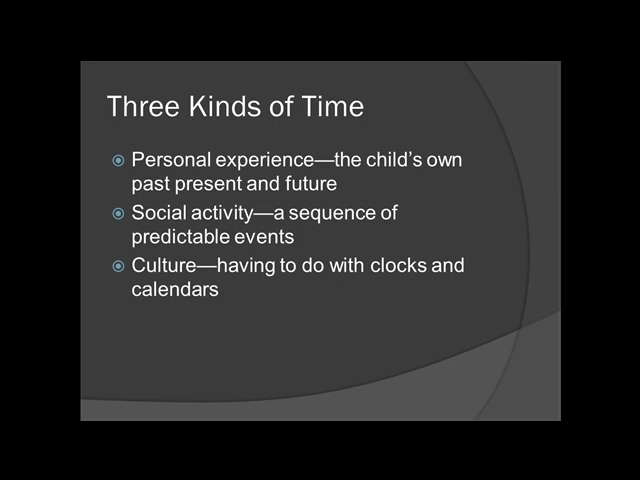 Three Kinds of Time
Personal experience—the child's own
past present and future
Social activity—a sequence of
predictable events
Culture—having to do with clocks and
calendars